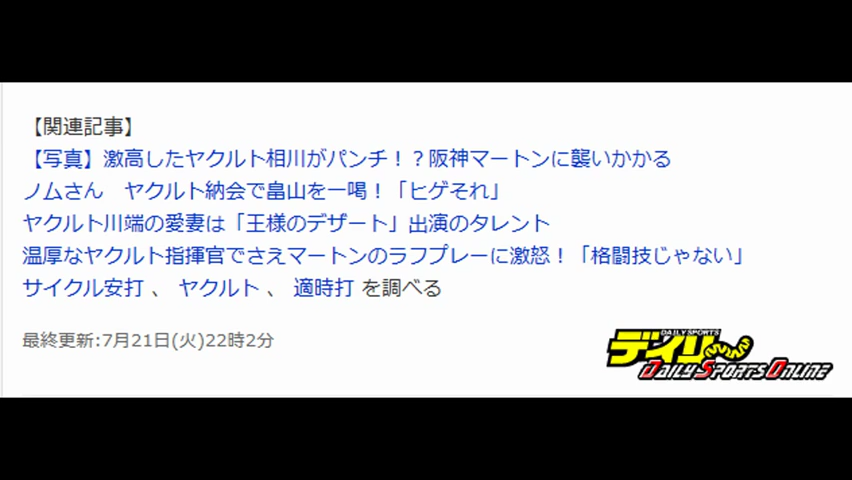 【関連記事】
【写真】激高したヤクルト相川がパンチ！？阪神マートンに襲いかかる
ノムさん　ヤクルト納会で畠山を一喝！「ヒゲそれ」
ヤクルト川端の愛妻は「王様のデザート」出演のタレント
温厚なヤクルト指揮官でさえマートンのラフプレーに激怒！「格闘技じゃない」
サイクル安打 、 ヤクルト 、 適時打 を調べる
最終更新:7月21日(火)22時2分
DAILY SPORTS
デイリー
DAILY SPORTS ONLINE